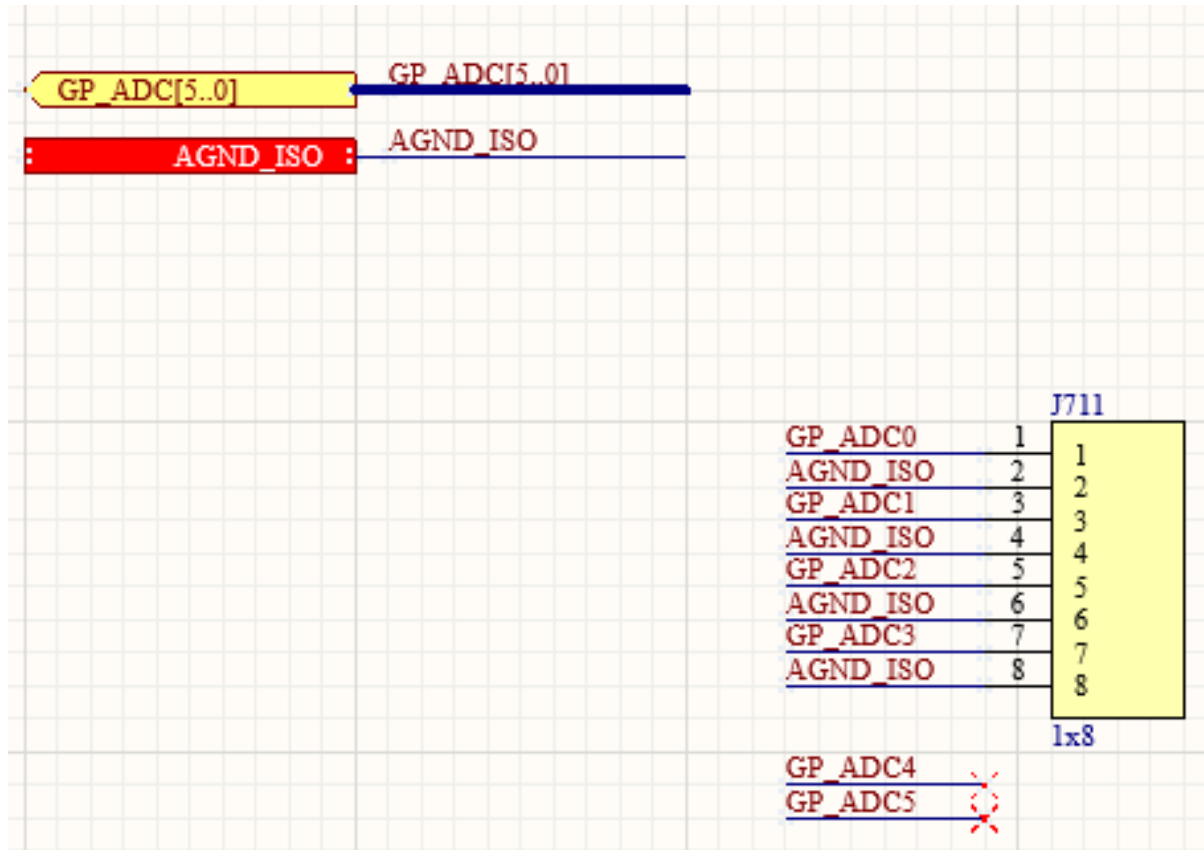 GP_ADC[5..0] GP_ADC[5..0]
AGND_ISO AGND_ISO
J711
GP_ADC0 1 1
AGND_ISO 2 2
GP_ADC1 3 3
AGND_ISO 4 4
GP_ADC2 5 5
AGND_ISO 6 6
GP_ADC3 7 7
AGND_ISO 8 8
1x8
GP_ADC4
GP_ADC5